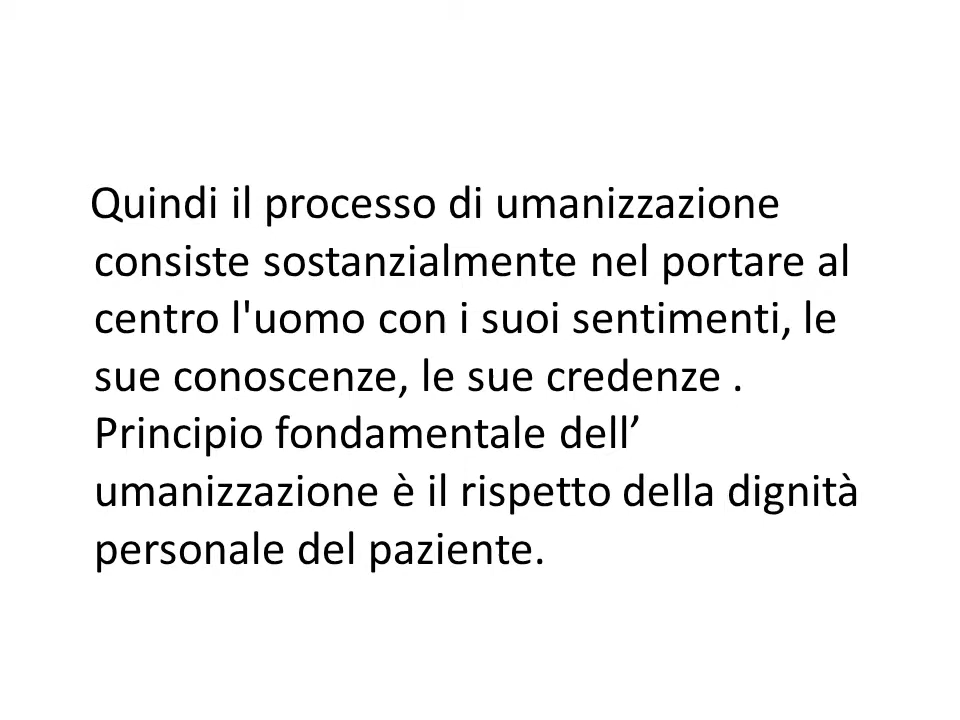 Quindi il processo di umanizzazione
consiste sostanzialmente nel portare al
centro l'uomo con i suoi sentimenti, le
sue conoscenze, le sue credenze .
Principio fondamentale dell’
umanizzazione è il rispetto della dignità
personale del paziente.